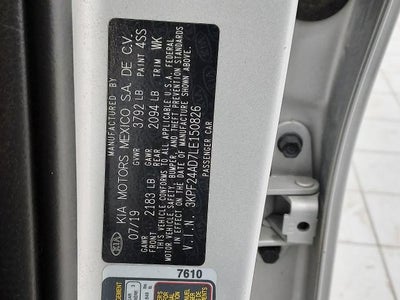 MANUFACTURED BY
KIA MOTORS MEXICO S.A. DE C.V.
07/19 GVWR 3792 LB PAINT 4SS
GAWR FRONT 2183 LB GAWR REAR 2094 LB TRIM WK
THIS VEHICLE CONFORMS TO ALL APPLICABLE U.S.A. FEDERAL
MOTOR VEHICLE SAFETY, BUMPER, AND THEFT PREVENTION STANDARDS
IN EFFECT ON THE DATE OF MANUFACTURE SHOWN ABOVE.
V.I.N. 3KPF24AD7LE150826
PASSENGER CAR
KIA
7610